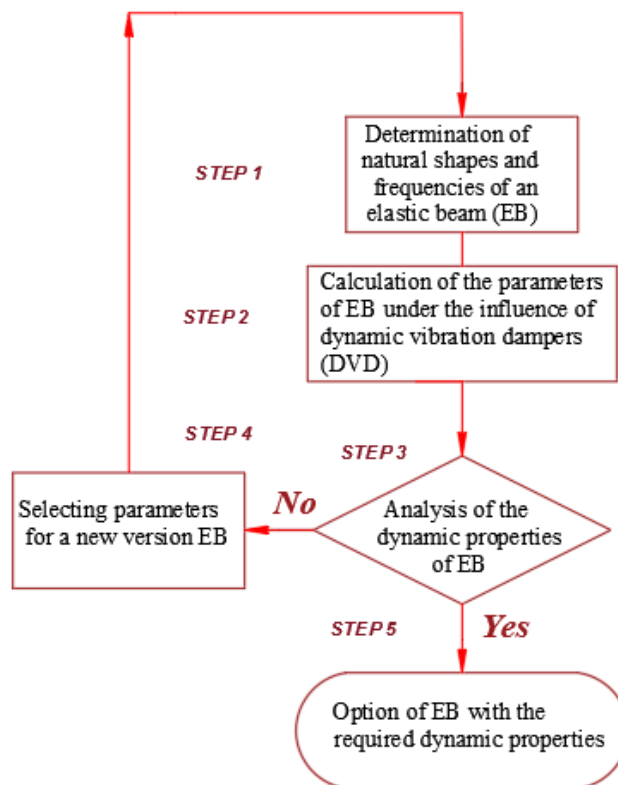 STEP 1
Determination of
natural shapes and
frequencies of an
elastic beam (EB)
STEP 2
Calculation of the parameters
of EB under the influence of
dynamic vibration dampers
(DVD)
STEP 3
Analysis of the
dynamic properties
of EB
No
STEP 4
Selecting parameters
for a new version EB
Yes
STEP 5
Option of EB with the
required dynamic properties